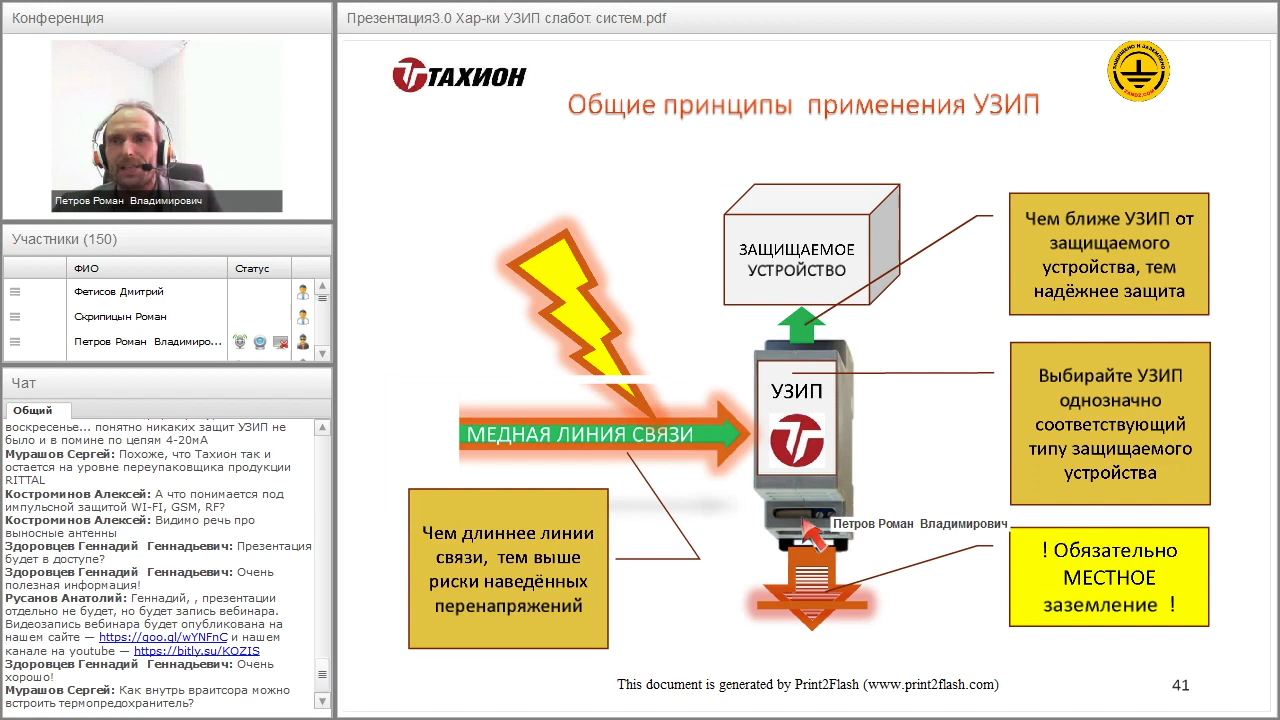 Конференция
Петров Роман Владимирович
Участники (150)
ФИО
Статус
Фетисов Дмитрий
Скрипицын Роман
Петров Роман Владимиро...
Чат
Общий
воскресенье... понятно никаких защит УЗИП не
было и в помине по цепям 4-20мА
Мурашов Сергей: Похоже, что Тахион так и
остается на уровне переупаковщика продукции
RITTAL
Костроминов Алексей: А что понимается под
импульсной защитой WI-FI, GSM, RF?
Костроминов Алексей: Видимо речь про
выносные антенны
Здоровцев Геннадий Геннадьевич: Презентация
будет в доступе?
Здоровцев Геннадий Геннадьевич: Очень
полезная информация!
Русанов Анатолий: Геннадий, , презентации
отдельно не будет, но будет запись вебинара.
Видеозапись вебинара будет опубликована на
нашем сайте — https://goo.gl/wYNFnC и нашем
канале на youtube — https://bitly.su/KOZIS
Здоровцев Геннадий Геннадьевич: Очень
хорошо!
Мурашов Сергей: Как внутрь враитсора можно
встроить термопредохранитель?
Презентация3.0 Хар-ки УЗИП слабот. систем.pdf
ТАХИОН
ЗАЩИЩЕНО И ЗАЗЕМЛЕНО
ZANDZ.COM
Общие принципы применения УЗИП
ЗАЩИЩАЕМОЕ
УСТРОЙСТВО
Чем ближе УЗИП от
защищаемого
устройства, тем
надёжнее защита
УЗИП
Выбирайте УЗИП
однозначно
соответствующий
типу защищаемого
устройства
МЕДНАЯ ЛИНИЯ СВЯЗИ
Чем длиннее линии
связи, тем выше
риски наведённых
перенапряжений
Петров Роман Владимирович
! Обязательно
МЕСТНОЕ
заземление !
This document is generated by Print2Flash (www.print2flash.com)
41